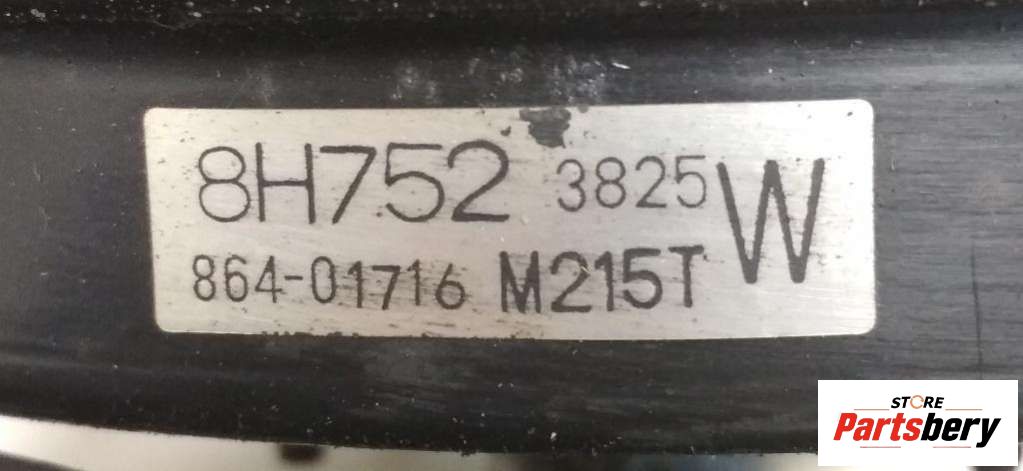 8H752 3825 W
864-01716 M215T
STORE
Partsbery